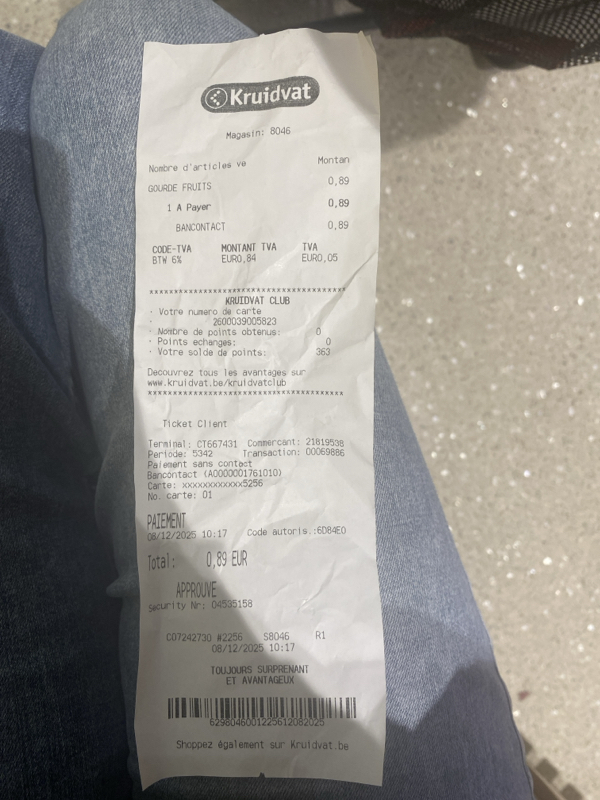 Kruidvat
Magasin: 8046
Nombre d'articles ve Montan
GOURDE FRUITS 0,89
1 A Payer 0,89
BANCONTACT 0,89
CODE-TVA MONTANT TVA TVA
BTW 6% EUR0,84 EUR0,05
****************************************
KRUIDVAT CLUB
· Votre numero de carte
· 2600039005823
· Nombre de points obtenus: 0
· Points echanges: 0
· Votre solde de points: 363
Decouvrez tous les avantages sur
www.kruidvat.be/kruidvatclub
****************************************
Ticket Client
Terminal: CT667431 Commercant: 21819538
Periode: 5342 Transaction: 00069886
Paiement sans contact
Bancontact (A0000001761010)
Carte: xxxxxxxxxxxx5256
No. carte: 01
PAIEMENT
08/12/2025 10:17 Code autoris.:6D84E0
Total: 0,89 EUR
APPROUVE
Security Nr: 04535158
C07242730 #2256 S8046 R1
08/12/2025 10:17
TOUJOURS SURPRENANT
ET AVANTAGEUX
6298046001225612082025
Shoppez également sur Kruidvat.be